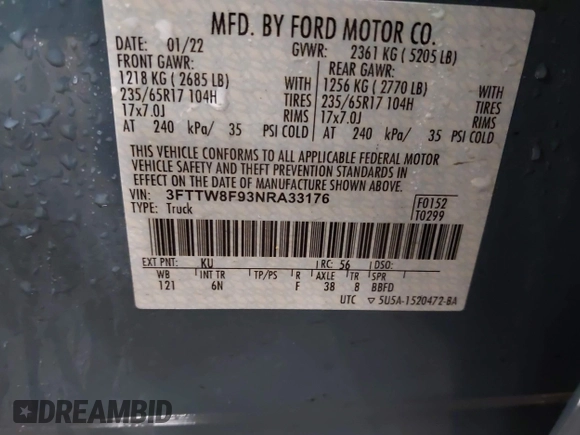 MFD. BY FORD MOTOR CO.
DATE: 01/22 GVWR: 2361 KG ( 5205 LB)
FRONT GAWR: REAR GAWR:
1218 KG ( 2685 LB) WITH 1256 KG ( 2770 LB) WITH
235/65R17 104H TIRES 235/65R17 104H TIRES
17x7.0J RIMS 17x7.0J RIMS
AT 240 kPa/ 35 PSI COLD AT 240 kPa/ 35 PSI COLD
THIS VEHICLE CONFORMS TO ALL APPLICABLE FEDERAL MOTOR
VEHICLE SAFETY AND THEFT PREVENTION STANDARDS IN
EFFECT ON THE DATE OF MANUFACTURE SHOWN ABOVE.
VIN: 3FTTW8F93NRA33176 F0152
TYPE: Truck T0299
EXT PNT: KU RC: 56 DSO:
WB INT TR TP/PS R AXLE TR SPR
121 6N F 38 8 BBFD
UTC ▽ 5U5A-1520472-BA
DREAMBID